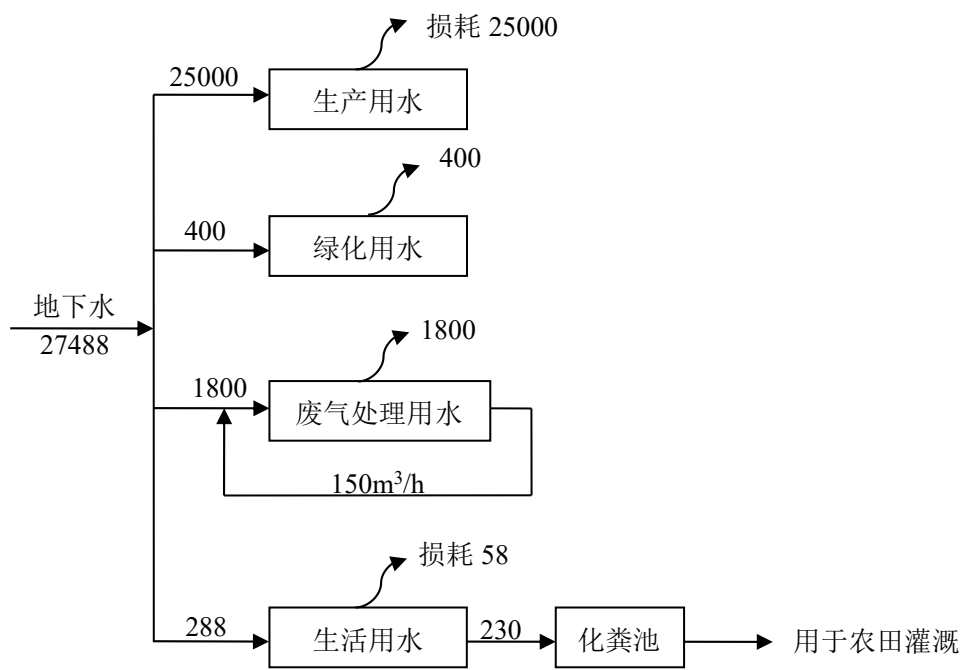 损耗 25000
25000
生产用水
400
400
绿化用水
地下水
27488
1800
1800
废气处理用水
150m³/h
损耗 58
288
生活用水
230
化粪池
用于农田灌溉